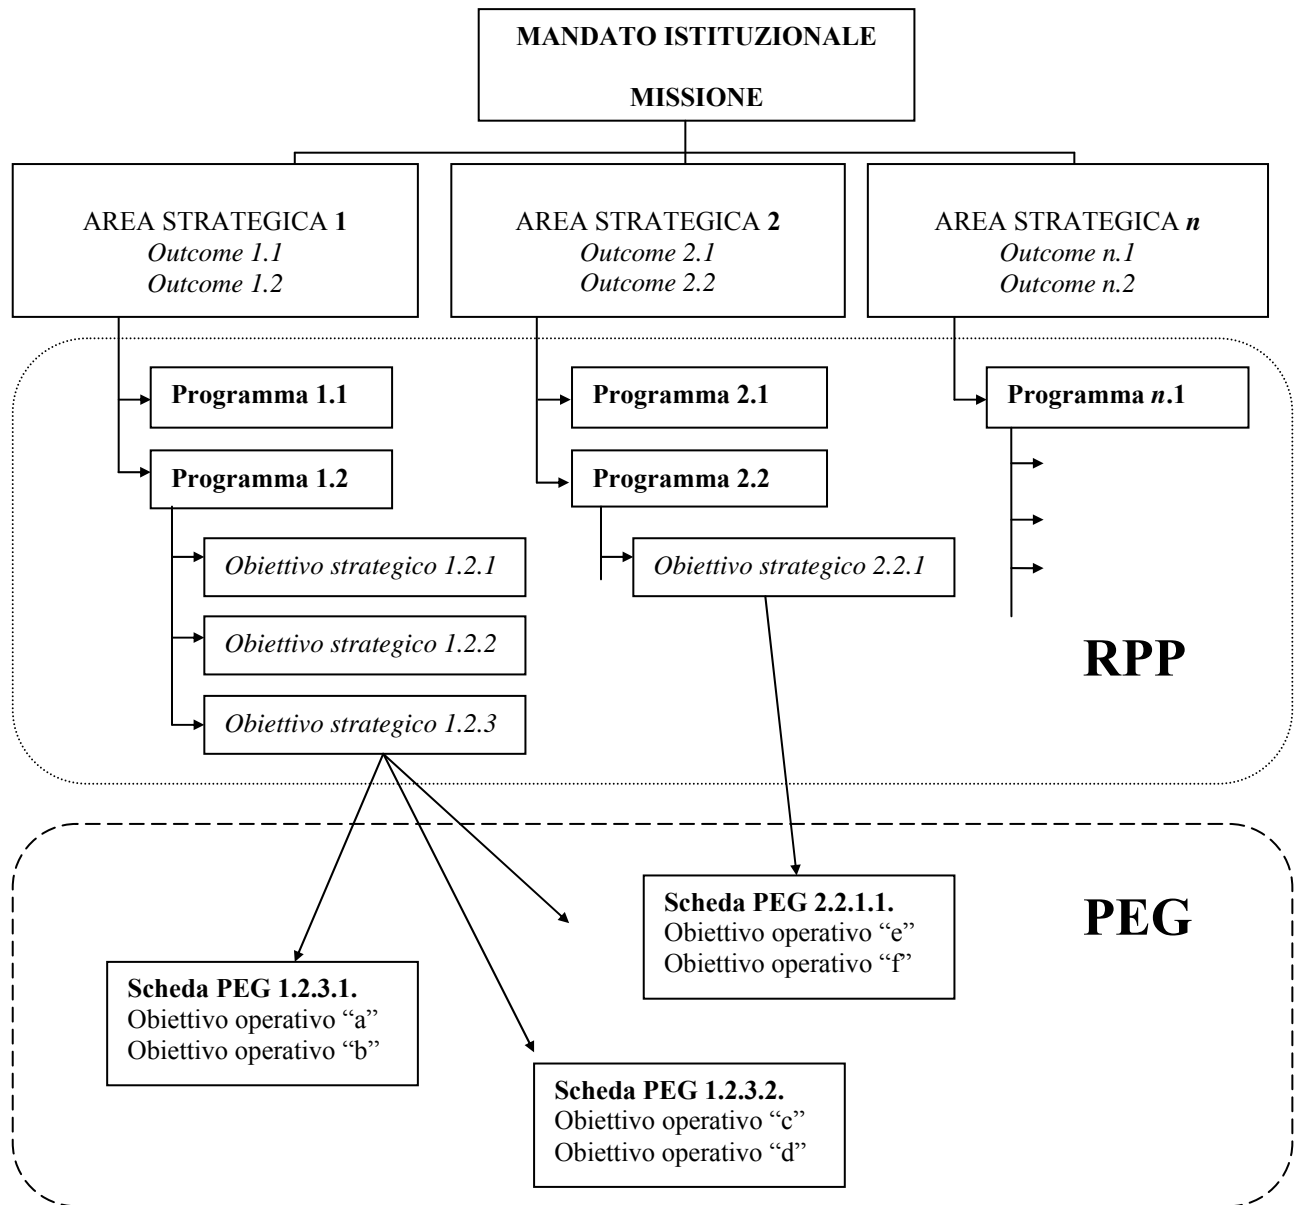 MANDATO ISTITUZIONALE
MISSIONE
AREA STRATEGICA 1
Outcome 1.1
Outcome 1.2
AREA STRATEGICA 2
Outcome 2.1
Outcome 2.2
AREA STRATEGICA n
Outcome n.1
Outcome n.2
Programma 1.1
Programma 2.1
Programma n.1
Programma 1.2
Programma 2.2
Obiettivo strategico 1.2.1
Obiettivo strategico 2.2.1
Obiettivo strategico 1.2.2
Obiettivo strategico 1.2.3
RPP
PEG
Scheda PEG 2.2.1.1.
Obiettivo operativo “e”
Obiettivo operativo “f”
Scheda PEG 1.2.3.1.
Obiettivo operativo “a”
Obiettivo operativo “b”
Scheda PEG 1.2.3.2.
Obiettivo operativo “c”
Obiettivo operativo “d”